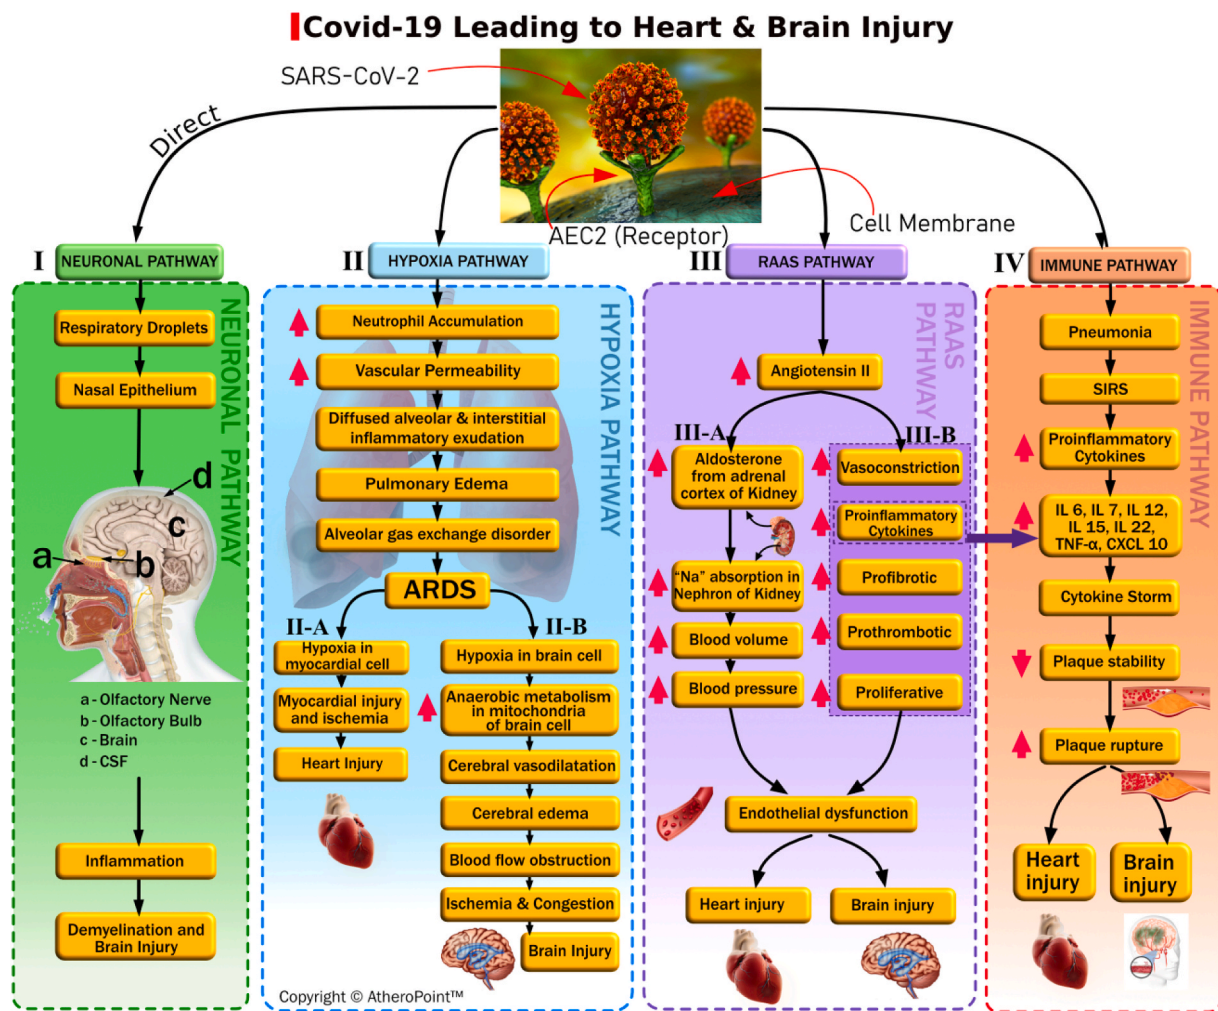 Covid-19 Leading to Heart & Brain Injury
SARS-CoV-2
Direct
AEC2 (Receptor)
Cell Membrane
I
NEURONAL PATHWAY
NEURONAL PATHWAY
Respiratory Droplets
Nasal Epithelium
d
c
a
b
a - Olfactory Nerve
b - Olfactory Bulb
c - Brain
d - CSF
Inflammation
Demyelination and
Brain Injury
II
HYPOXIA PATHWAY
HYPOXIA PATHWAY
Neutrophil Accumulation
Vascular Permeability
Diffused alveolar & interstitial
inflammatory exudation
Pulmonary Edema
Alveolar gas exchange disorder
ARDS
II-A
Hypoxia in
myocardial cell
Myocardial injury
and ischemia
Heart Injury
II-B
Hypoxia in brain cell
Anaerobic metabolism
in mitochondria
of brain cell
Cerebral vasodilatation
Cerebral edema
Blood flow obstruction
Ischemia & Congestion
Brain Injury
Copyright © AtheroPoint™
III
RAAS PATHWAY
RAAS
PATHWAY
Angiotensin II
III-A
Aldosterone
from adrenal
cortex of Kidney
"Na" absorption in
Nephron of Kidney
Blood volume
Blood pressure
III-B
Vasoconstriction
Proinflammatory
Cytokines
Profibrotic
Prothrombotic
Proliferative
Endothelial dysfunction
Heart injury
Brain injury
IV
IMMUNE PATHWAY
IMMUNE PATHWAY
Pneumonia
SIRS
Proinflammatory
Cytokines
IL 6, IL 7, IL 12,
IL 15, IL 22,
TNF-α, CXCL 10
Cytokine Storm
Plaque stability
Plaque rupture
Heart
injury
Brain
injury